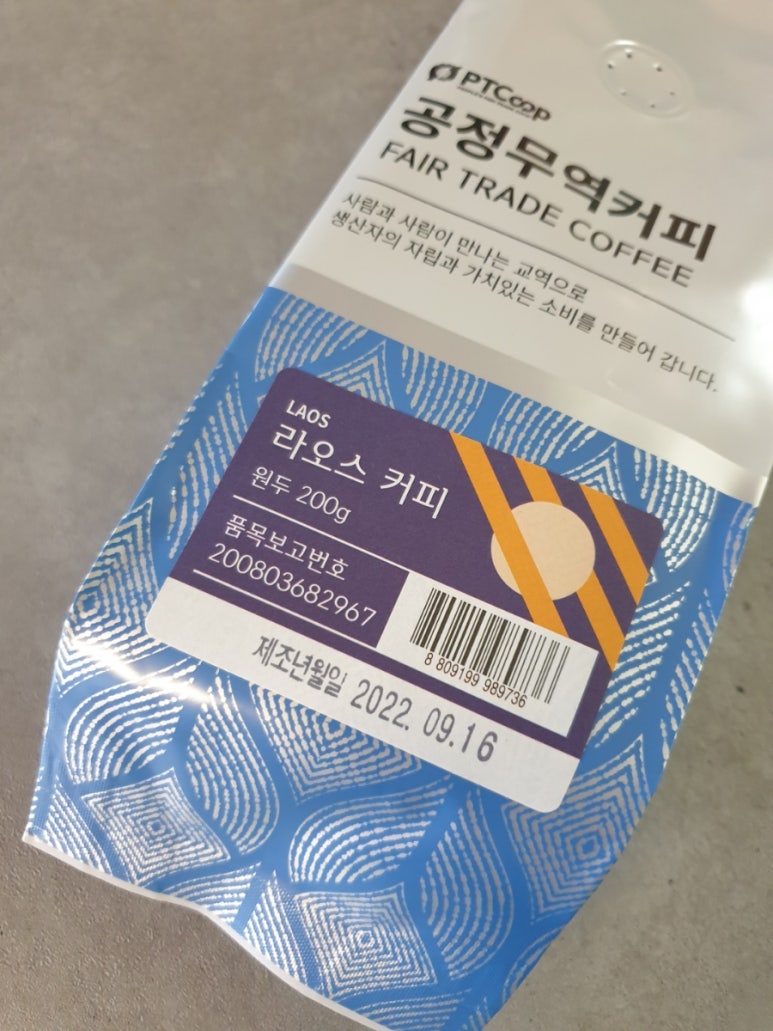 PTCoop
공정무역커피
FAIR TRADE COFFEE
사람과 사람이 만나는 교역으로
생산자의 자립과 가치있는 소비를 만들어 갑니다.
LAOS
라오스 커피
원두 200g
품목보고번호
200803682967
8 809199 989736
제조년월일 2022. 09.16